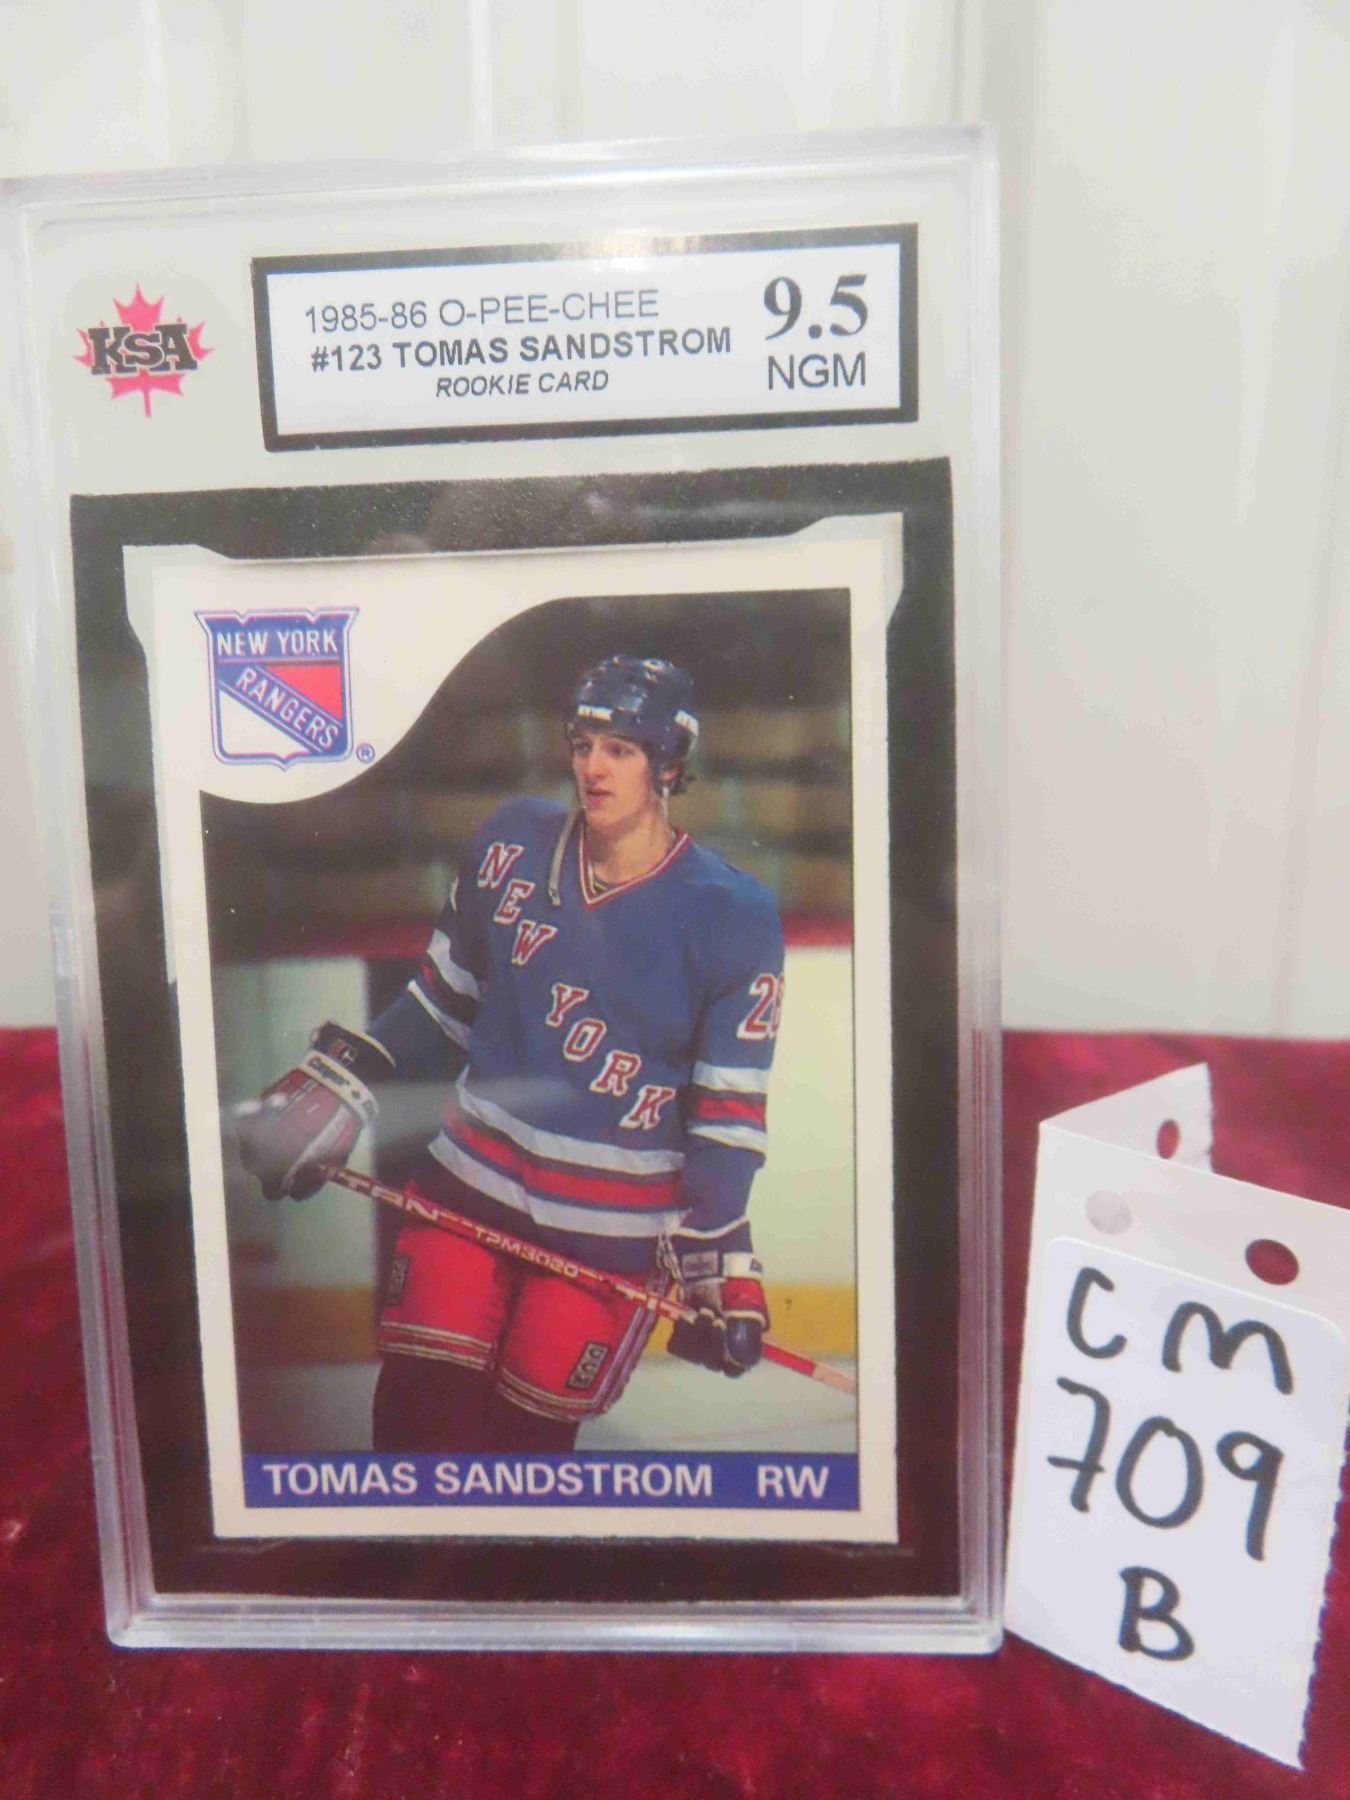 KSA
1985-86 O-PEE-CHEE
#123 TOMAS SANDSTROM
ROOKIE CARD
9.5
NGM
NEW YORK
RANGERS
®
NEW
YORK
TPM3020
TOMAS SANDSTROM RW
CM
709
B